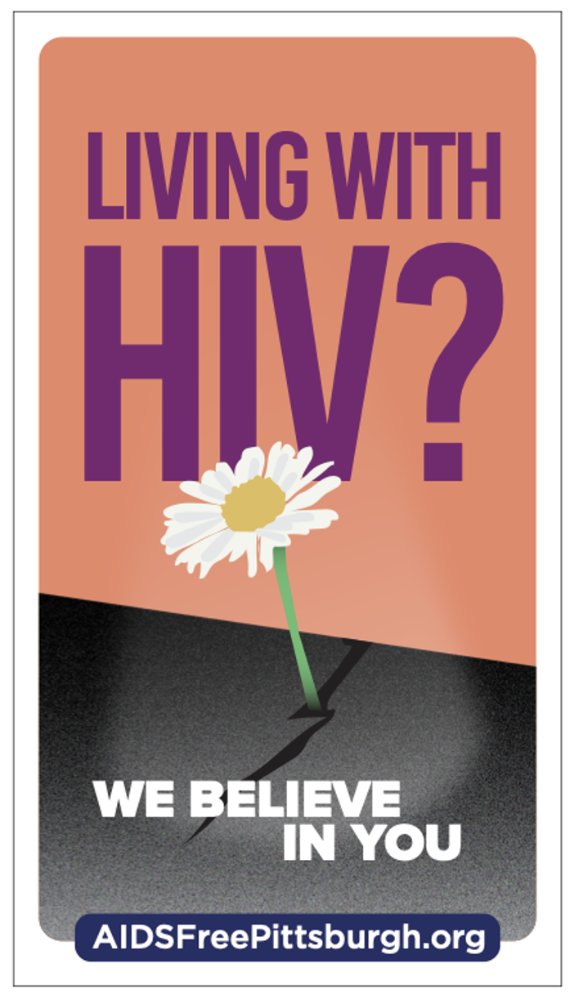 LIVING WITH
HIV?
WE BELIEVE
IN YOU
AIDSFreePittsburgh.org